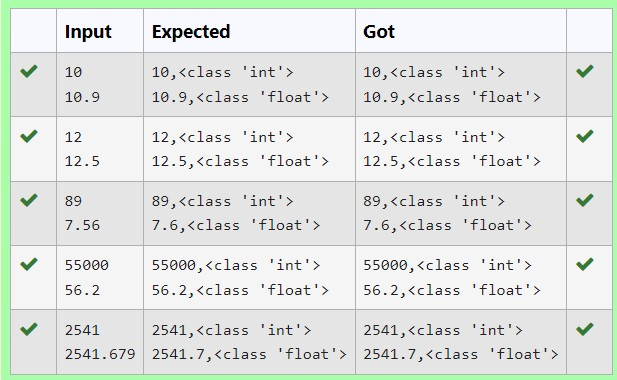 Input Expected Got
10 10,<class 'int'> 10,<class 'int'>
10.9 10.9,<class 'float'> 10.9,<class 'float'>
12 12,<class 'int'> 12,<class 'int'>
12.5 12.5,<class 'float'> 12.5,<class 'float'>
89 89,<class 'int'> 89,<class 'int'>
7.56 7.6,<class 'float'> 7.6,<class 'float'>
55000 55000,<class 'int'> 55000,<class 'int'>
56.2 56.2,<class 'float'> 56.2,<class 'float'>
2541 2541,<class 'int'> 2541,<class 'int'>
2541.679 2541.7,<class 'float'> 2541.7,<class 'float'>